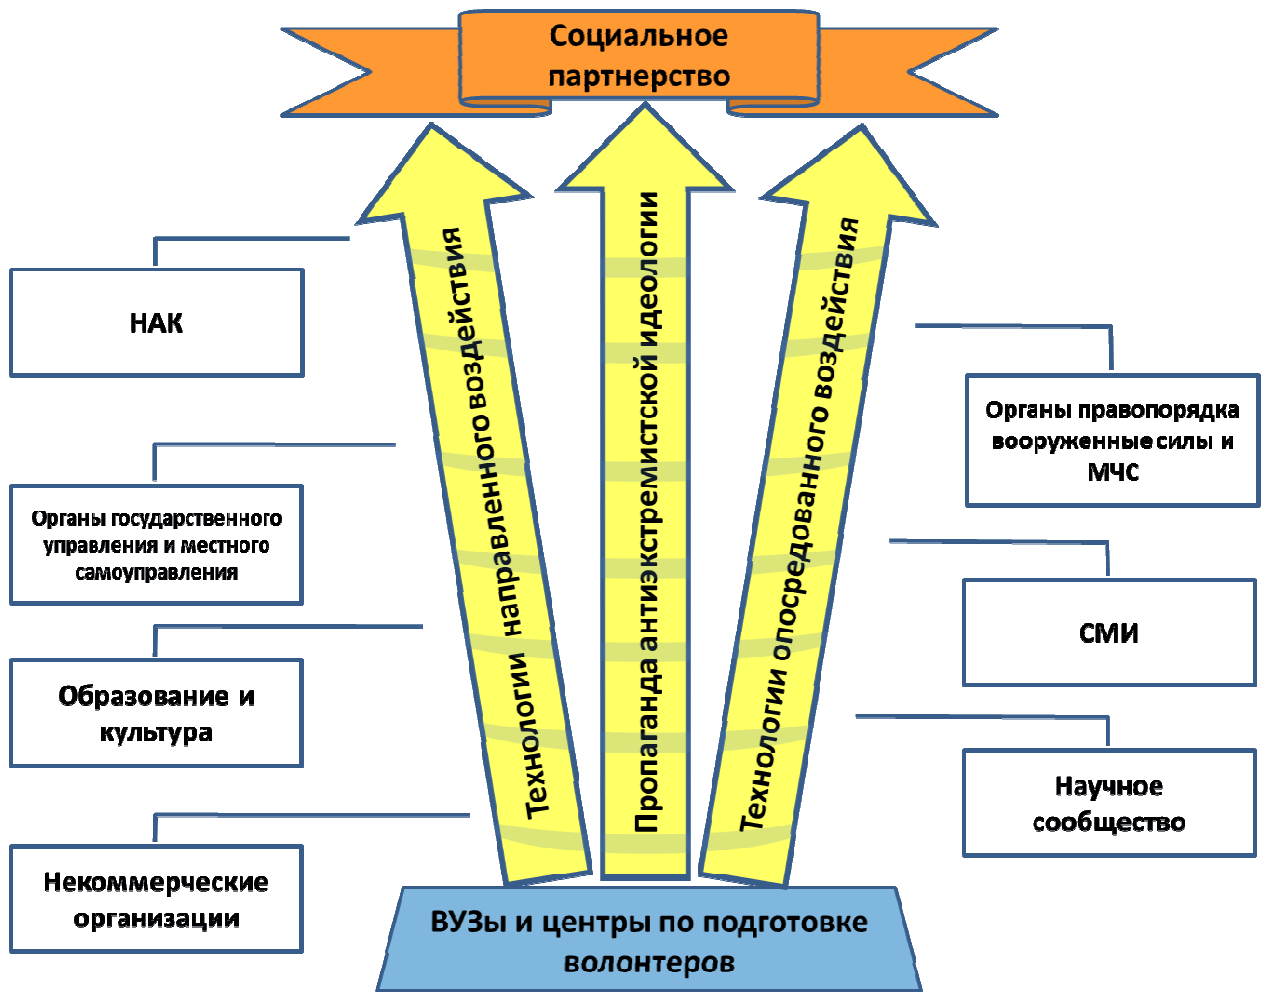 Социальное
партнерство
Технологии направленного воздействия
Пропаганда антиэкстремистской идеологии
Технологии опосредованного воздействия
НАК
Органы государственного
управления и местного
самоуправления
Образование и
культура
Некоммерческие
организации
Органы правопорядка
вооруженные силы и
МЧС
СМИ
Научное
сообщество
ВУЗы и центры по подготовке
волонтеров